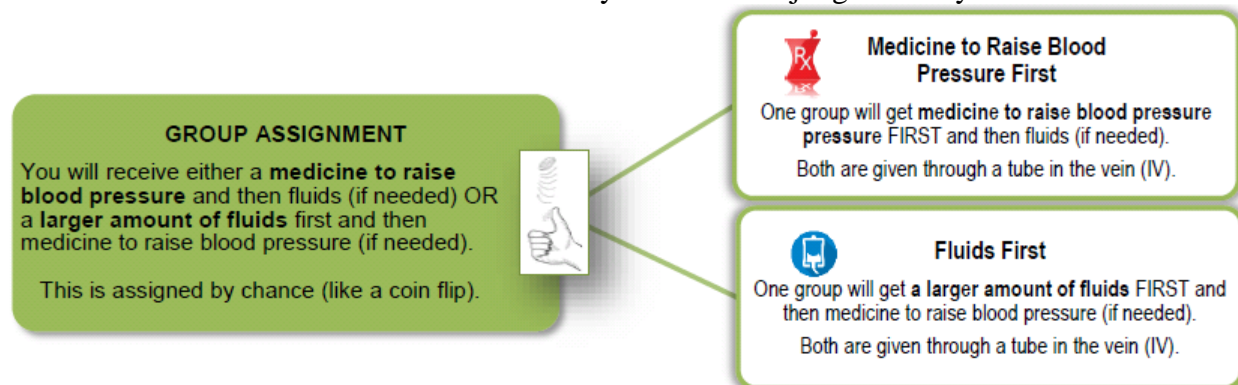 GROUP ASSIGNMENT
You will receive either a medicine to raise
blood pressure and then fluids (if needed) OR
a larger amount of fluids first and then
medicine to raise blood pressure (if needed).
This is assigned by chance (like a coin flip).
Rx
Medicine to Raise Blood
Pressure First
One group will get medicine to raise blood pressure
pressure FIRST and then fluids (if needed).
Both are given through a tube in the vein (IV).
Fluids First
One group will get a larger amount of fluids FIRST and
then medicine to raise blood pressure (if needed).
Both are given through a tube in the vein (IV).